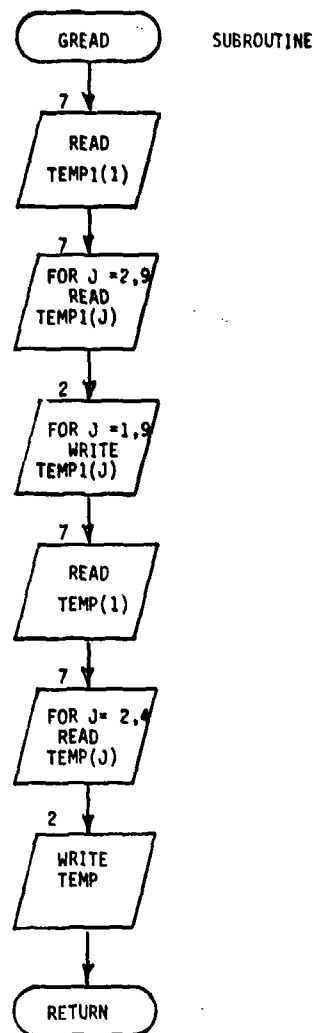 GREAD SUBROUTINE
7
READ
TEMP1(1)
7
FOR J =2,9
READ
TEMP1(J)
2
FOR J =1,9
WRITE
TEMP1(J)
7
READ
TEMP(1)
7
FOR J= 2,4
READ
TEMP(J)
2
WRITE
TEMP
RETURN